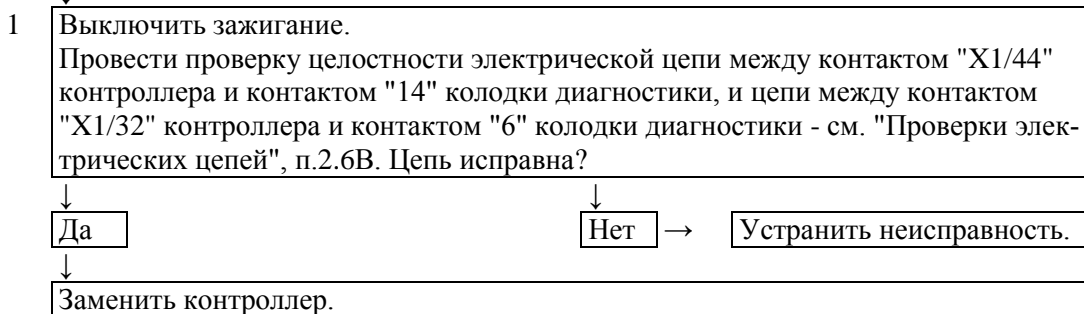 1 Выключить зажигание.
Провести проверку целостности электрической цепи между контактом "X1/44"
контроллера и контактом "14" колодки диагностики, и цепи между контактом
"X1/32" контроллера и контактом "6" колодки диагностики - см. "Проверки элек-
трических цепей", п.2.6В. Цепь исправна?
↓ ↓
Да Нет → Устранить неисправность.
↓
Заменить контроллер.